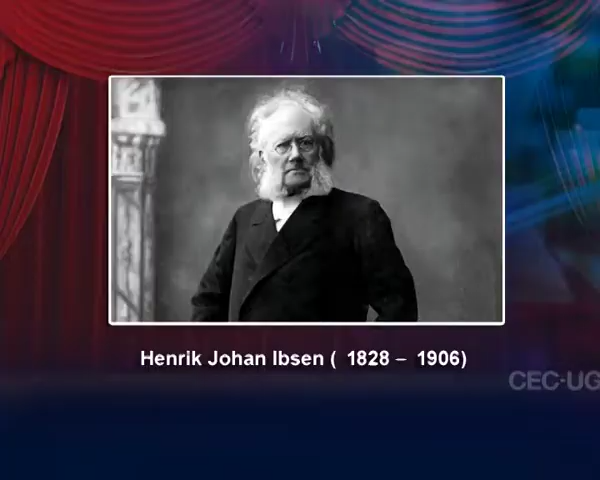 Henrik Johan Ibsen ( 1828 – 1906)
CEC-UG